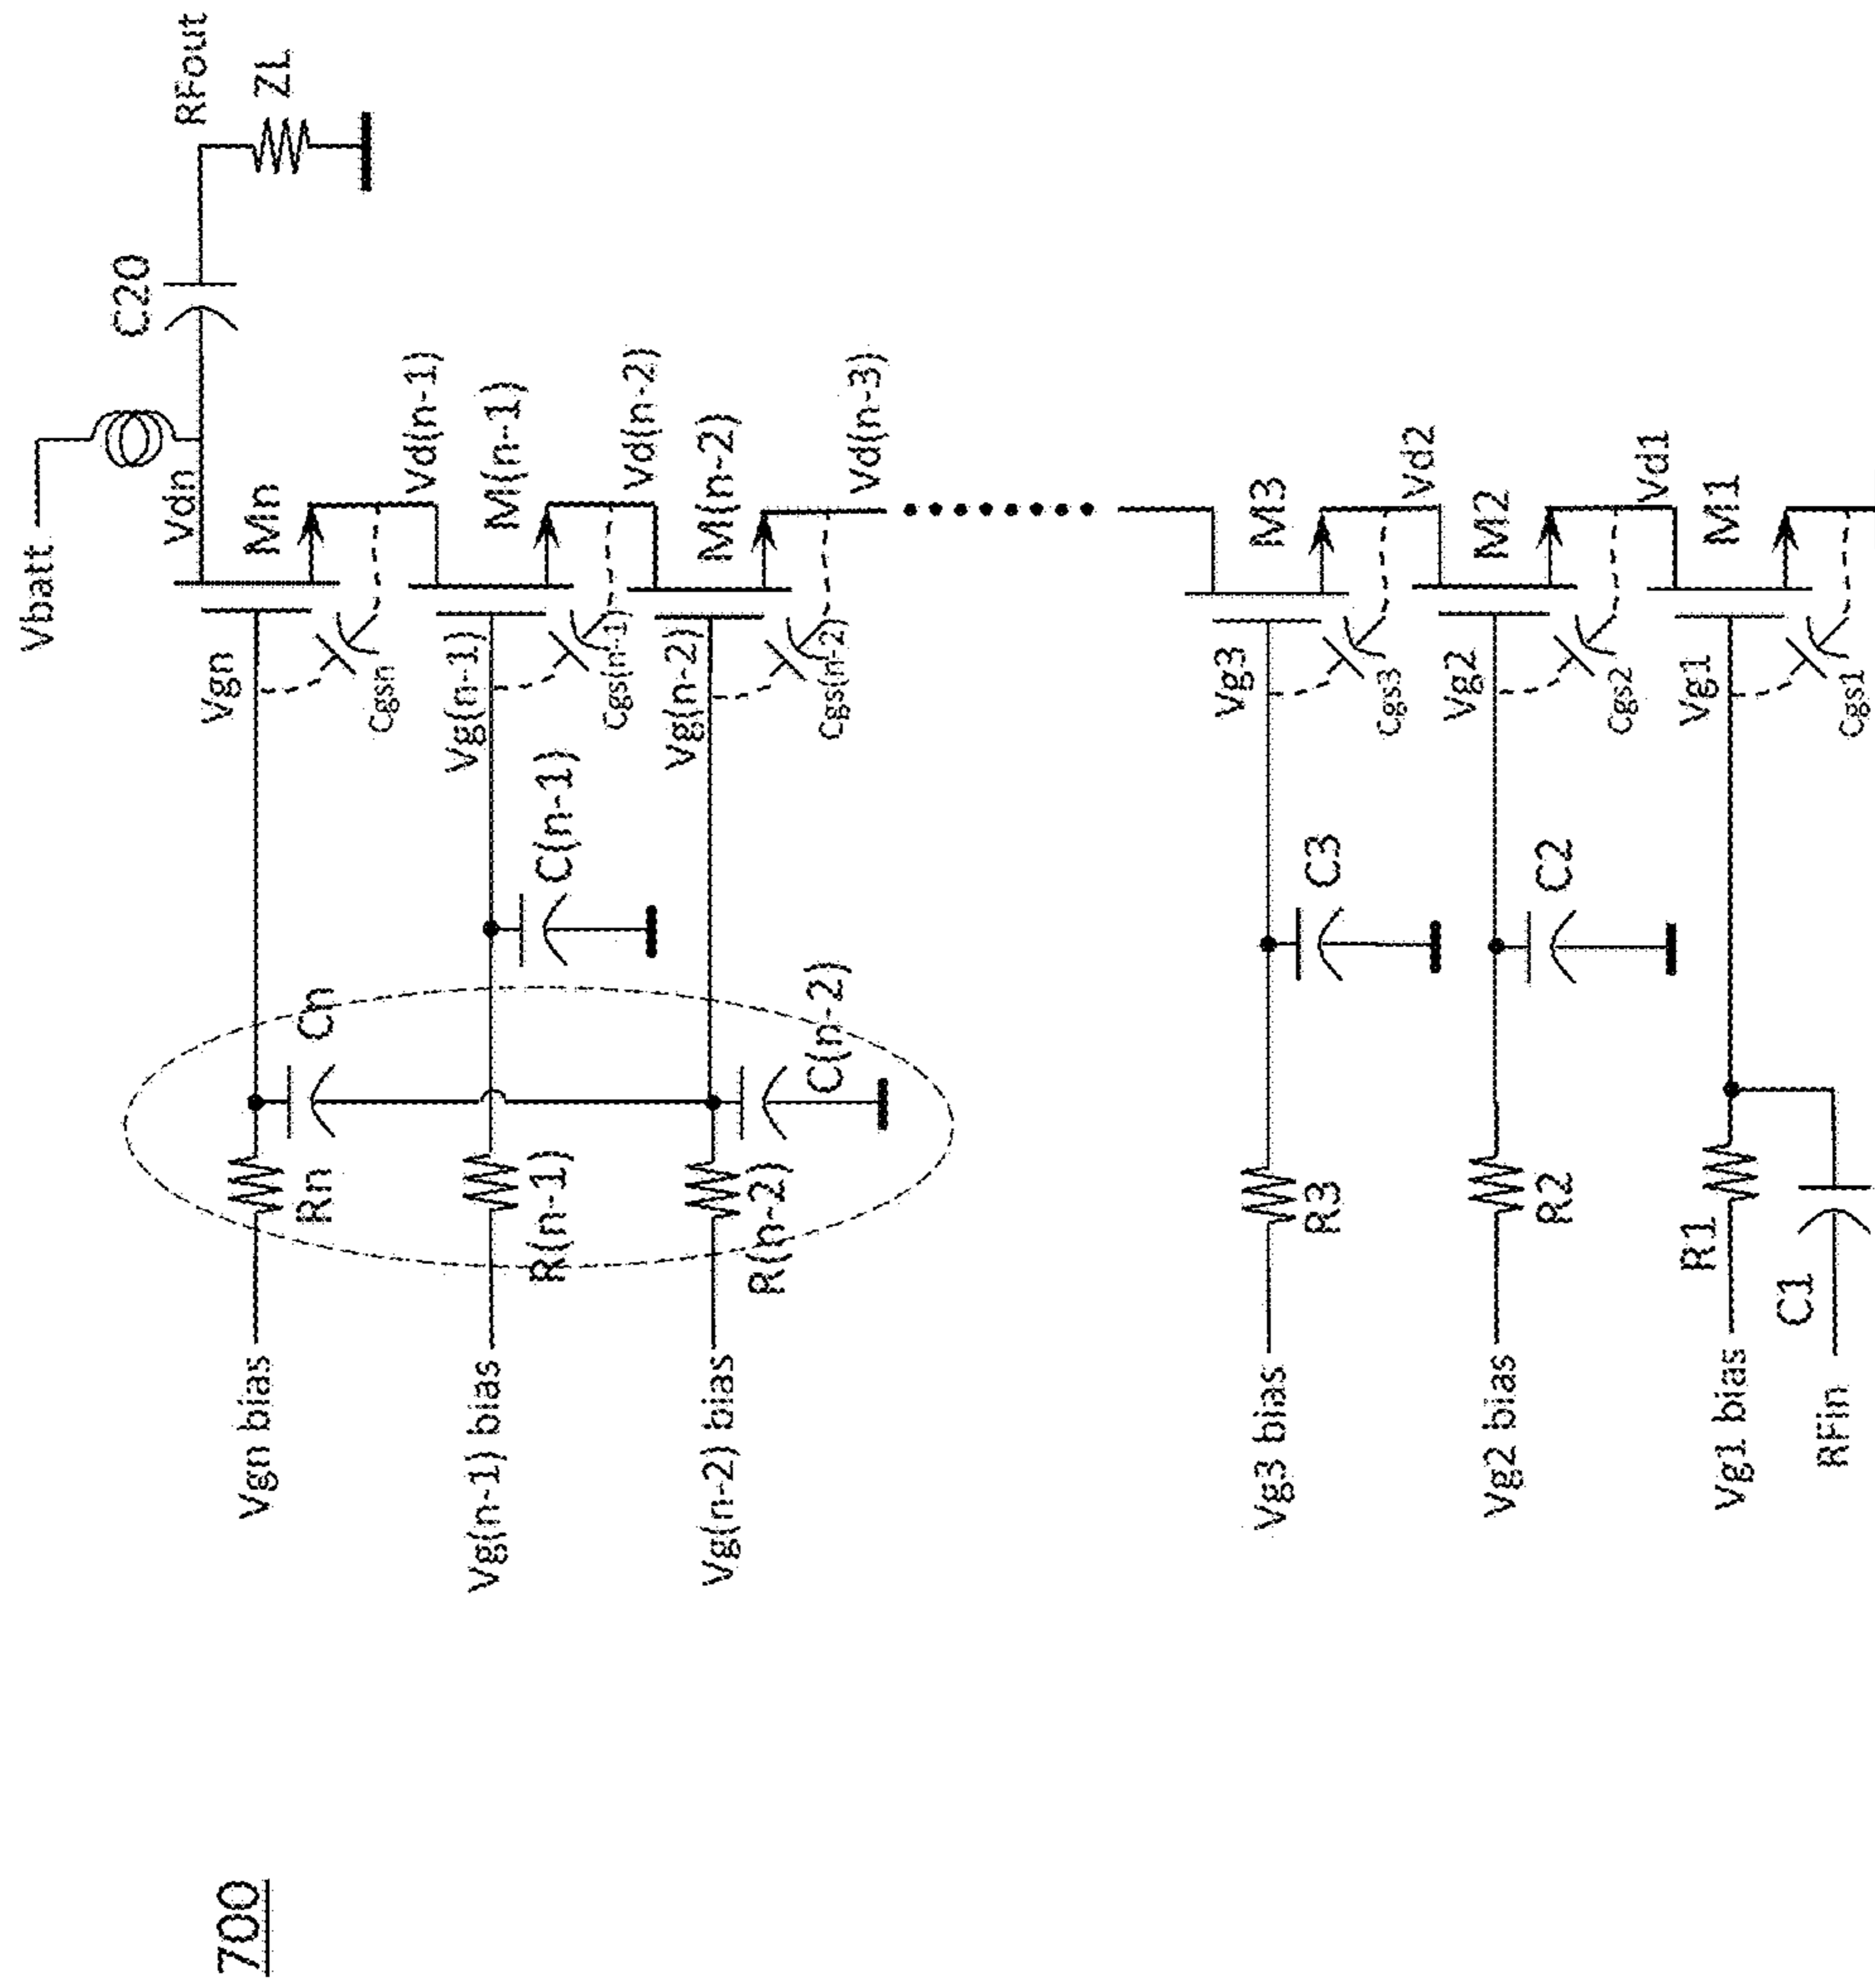 700
Vbatt
RFout
ZL
C20
Vdn
Mn
Vgn
Cgsn
Cn
Rn
Vgn bias
Vd(n-1)
M(n-1)
Vg(n-1)
Cgs(n-1)
C(n-1)
R(n-1)
Vg(n-1) bias
Vd(n-2)
M(n-2)
Vg(n-2)
Cgs(n-2)
C(n-2)
R(n-2)
Vg(n-2) bias
Vd(n-3)
M3
Vg3
Cgs3
C3
R3
Vg3 bias
Vd2
M2
Vg2
Cgs2
C2
R2
Vg2 bias
Vd1
M1
Vg1
Cgs1
R1
Vg1 bias
C1
RFin